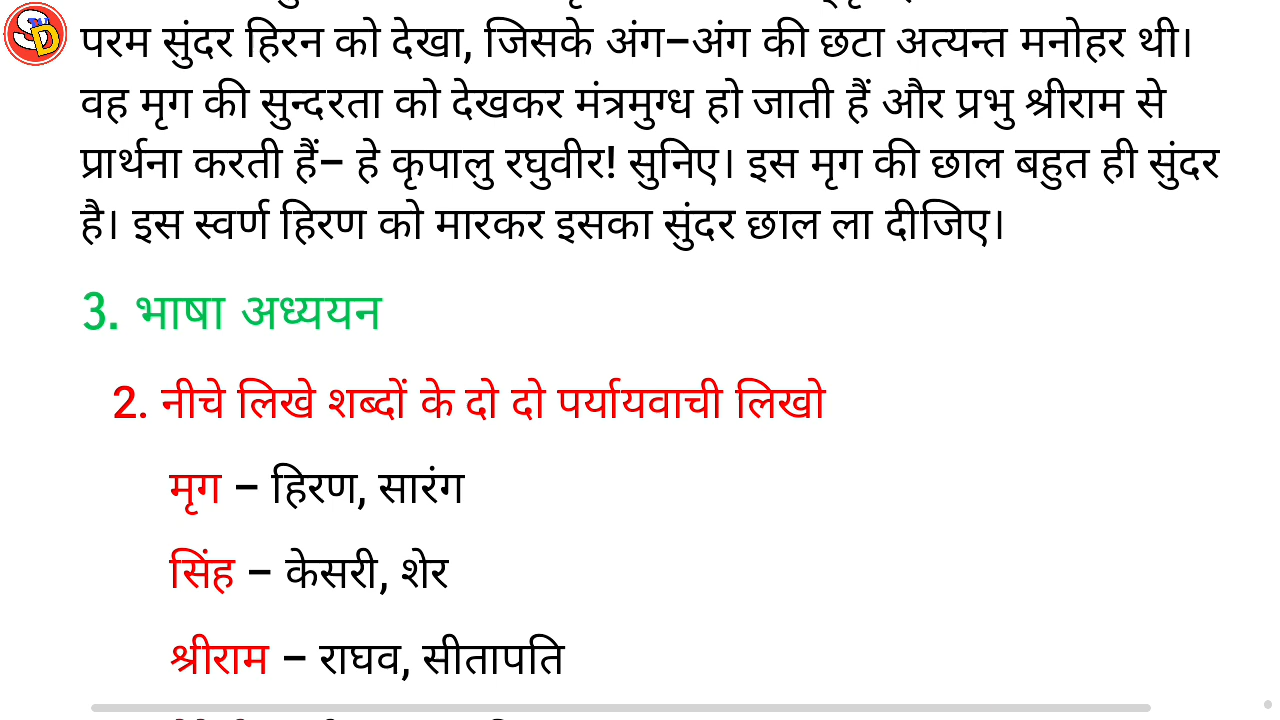 परम सुंदर हिरन को देखा, जिसके अंग–अंग की छटा अत्यन्त मनोहर थी।
वह मृग की सुन्दरता को देखकर मंत्रमुग्ध हो जाती हैं और प्रभु श्रीराम से
प्रार्थना करती हैं– हे कृपालु रघुवीर! सुनिए। इस मृग की छाल बहुत ही सुंदर
है। इस स्वर्ण हिरण को मारकर इसका सुंदर छाल ला दीजिए।
3. भाषा अध्ययन
2. नीचे लिखे शब्दों के दो दो पर्यायवाची लिखो
मृग – हिरण, सारंग
सिंह – केसरी, शेर
श्रीराम – राघव, सीतापति